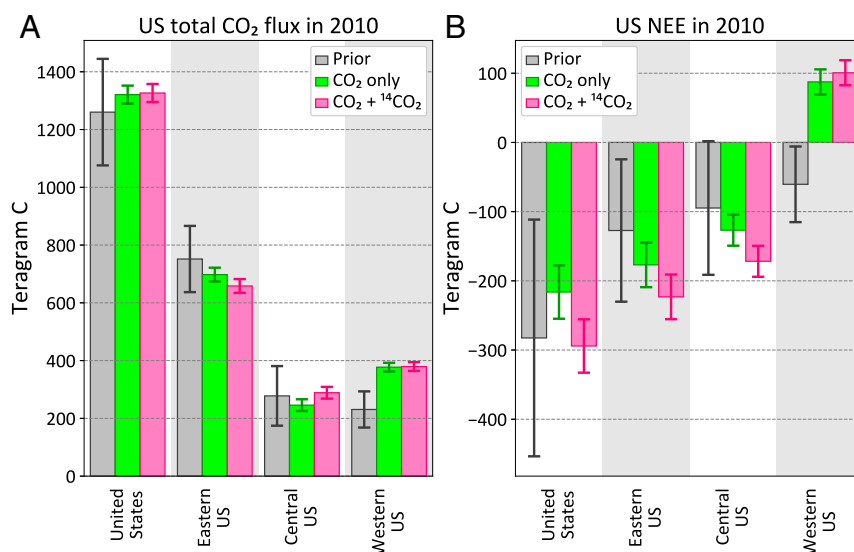 A
US total CO₂ flux in 2010
Prior
CO₂ only
CO₂ + ¹⁴CO₂
Teragram C
1400
1200
1000
800
600
400
200
0
United
States
Eastern
US
Central
US
Western
US
B
US NEE in 2010
Prior
CO₂ only
CO₂ + ¹⁴CO₂
Teragram C
100
0
−100
−200
−300
−400
United
States
Eastern
US
Central
US
Western
US